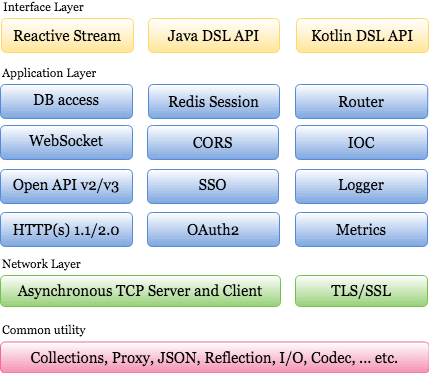 Interface Layer
Reactive Stream Java DSL API Kotlin DSL API
Application Layer
DB access Redis Session Router
WebSocket CORS IOC
Open API v2/v3 SSO Logger
HTTP(s) 1.1/2.0 OAuth2 Metrics
Network Layer
Asynchronous TCP Server and Client TLS/SSL
Common utility
Collections, Proxy, JSON, Reflection, I/O, Codec, ... etc.